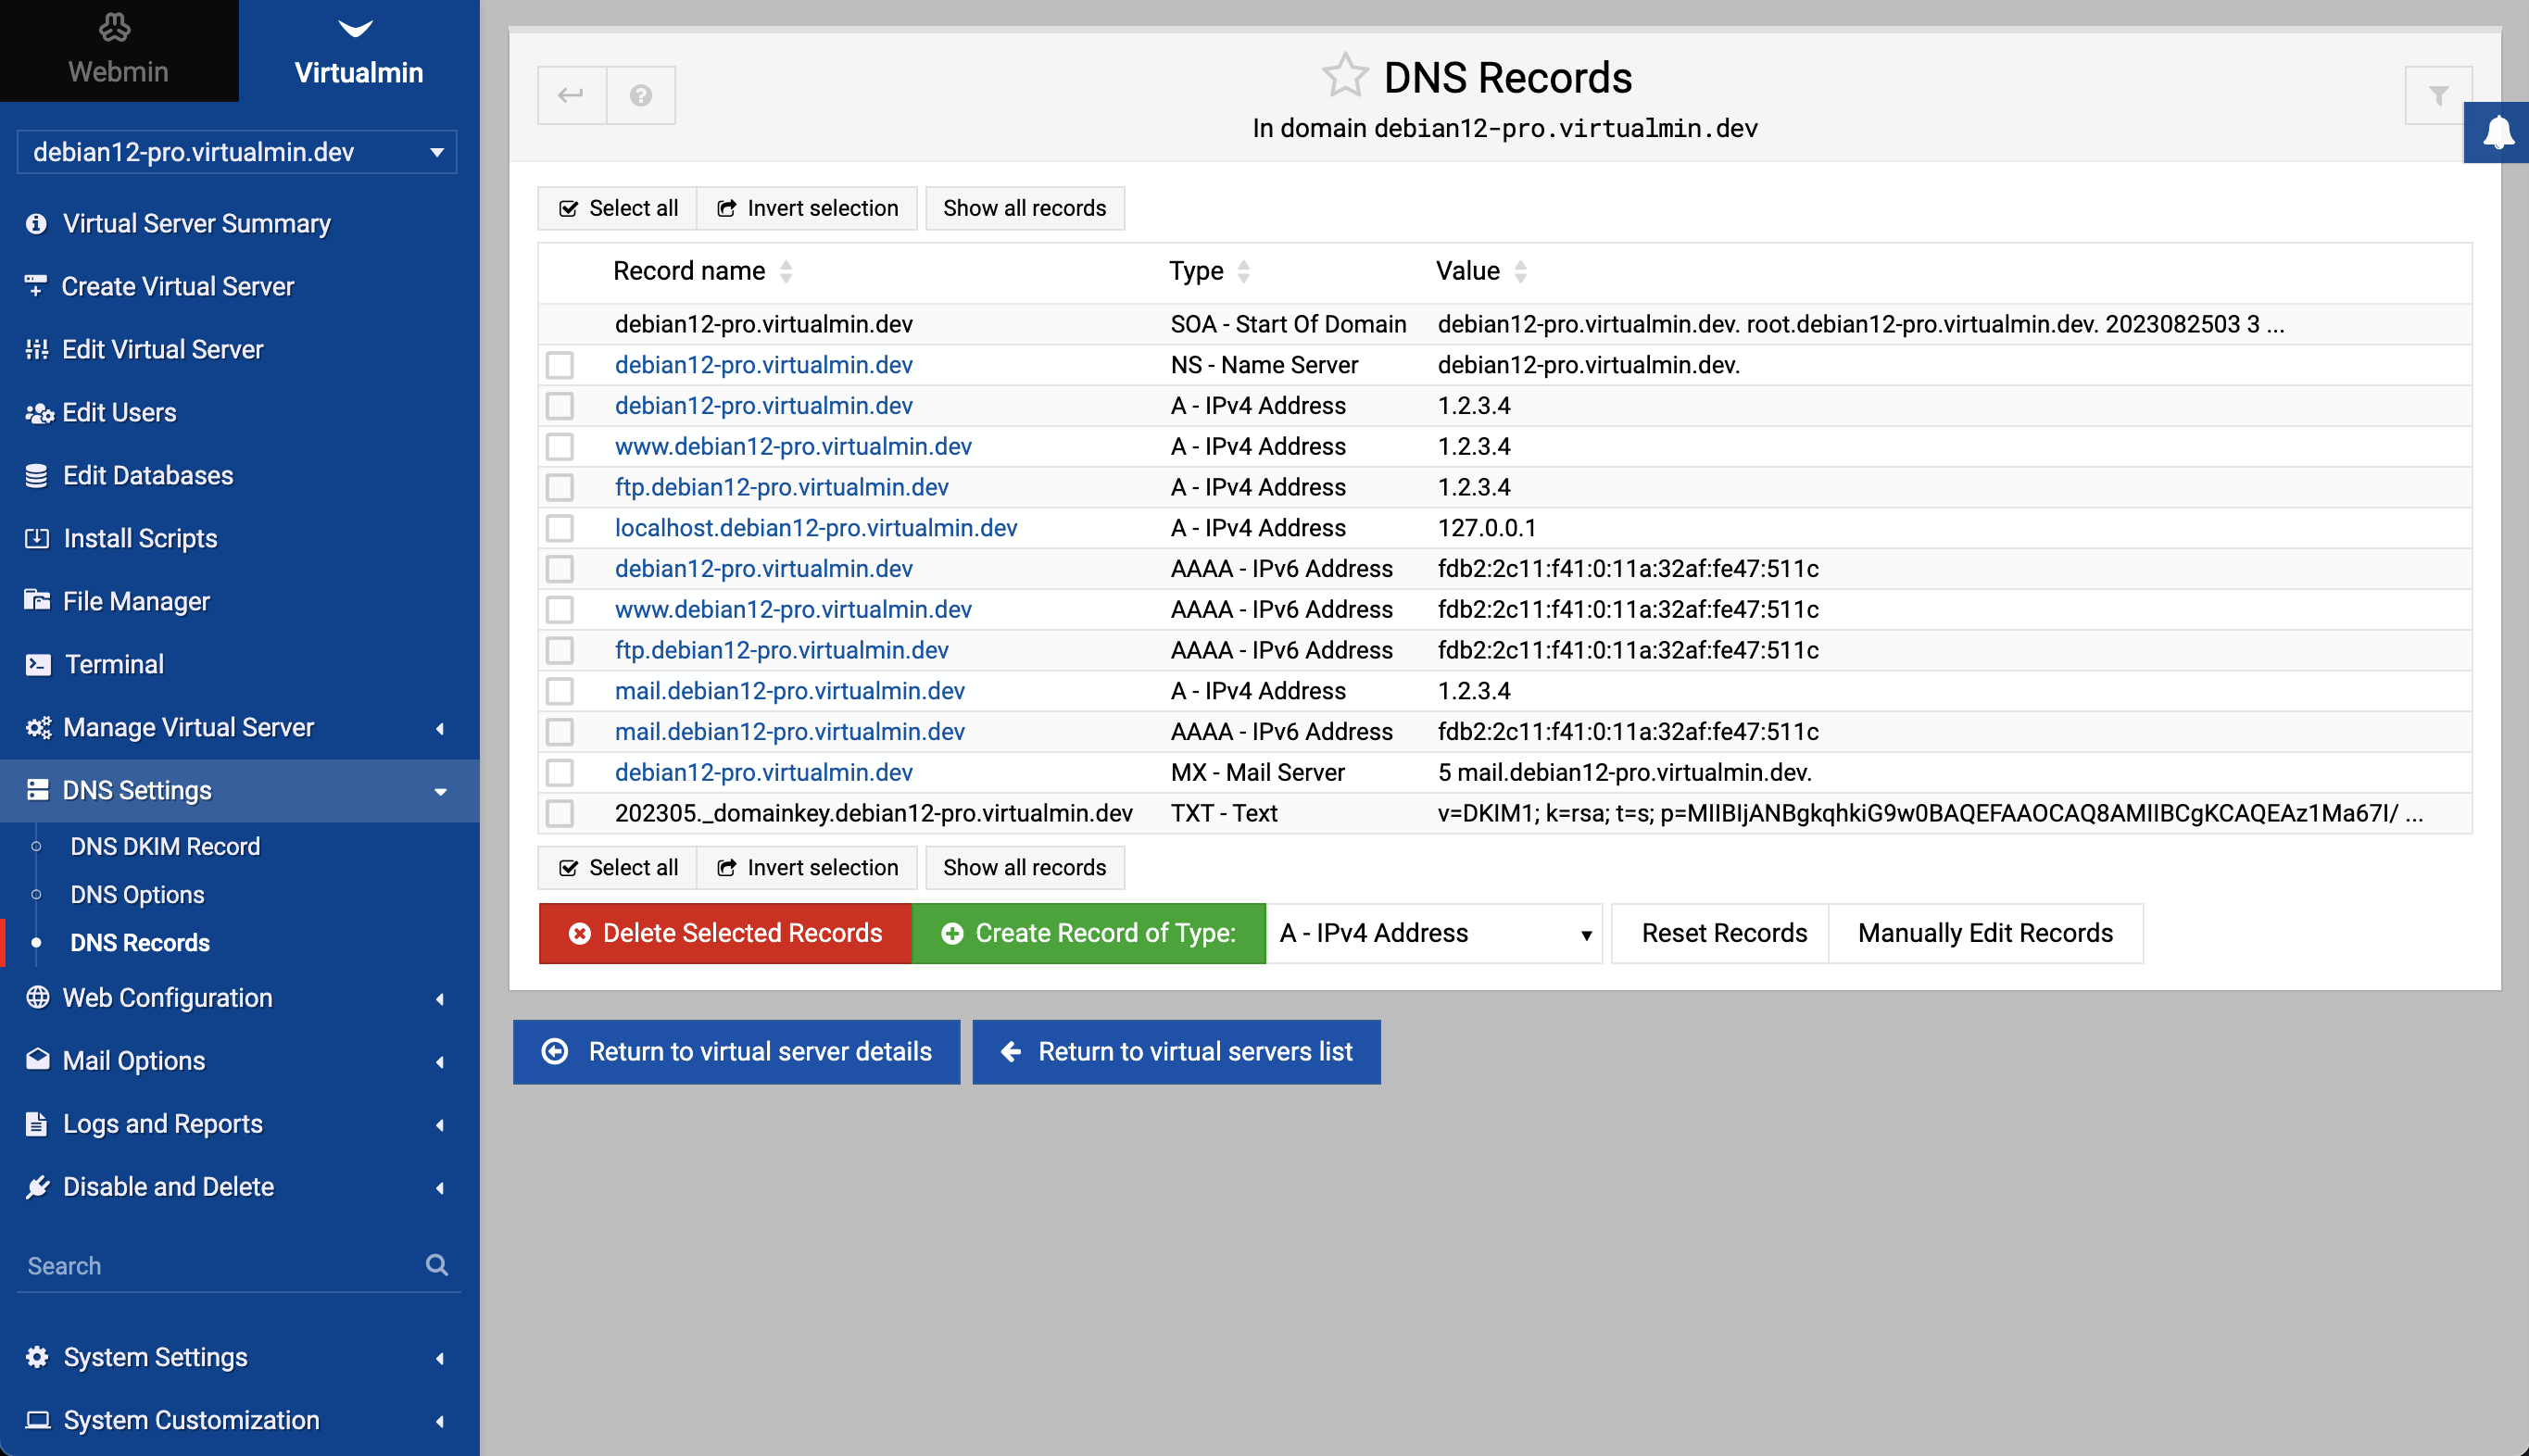 Webmin
Virtualmin
debian12-pro.virtualmin.dev
Virtual Server Summary
Create Virtual Server
Edit Virtual Server
Edit Users
Edit Databases
Install Scripts
File Manager
Terminal
Manage Virtual Server
DNS Settings
DNS DKIM Record
DNS Options
DNS Records
Web Configuration
Mail Options
Logs and Reports
Disable and Delete
Search
System Settings
System Customization
DNS Records
In domain debian12-pro.virtualmin.dev
Select all Invert selection Show all records
Record name Type Value
debian12-pro.virtualmin.dev SOA - Start Of Domain debian12-pro.virtualmin.dev. root.debian12-pro.virtualmin.dev. 2023082503 3 ...
debian12-pro.virtualmin.dev NS - Name Server debian12-pro.virtualmin.dev.
debian12-pro.virtualmin.dev A - IPv4 Address 1.2.3.4
www.debian12-pro.virtualmin.dev A - IPv4 Address 1.2.3.4
ftp.debian12-pro.virtualmin.dev A - IPv4 Address 1.2.3.4
localhost.debian12-pro.virtualmin.dev A - IPv4 Address 127.0.0.1
debian12-pro.virtualmin.dev AAAA - IPv6 Address fdb2:2c11:f41:0:11a:32af:fe47:511c
www.debian12-pro.virtualmin.dev AAAA - IPv6 Address fdb2:2c11:f41:0:11a:32af:fe47:511c
ftp.debian12-pro.virtualmin.dev AAAA - IPv6 Address fdb2:2c11:f41:0:11a:32af:fe47:511c
mail.debian12-pro.virtualmin.dev A - IPv4 Address 1.2.3.4
mail.debian12-pro.virtualmin.dev AAAA - IPv6 Address fdb2:2c11:f41:0:11a:32af:fe47:511c
debian12-pro.virtualmin.dev MX - Mail Server 5 mail.debian12-pro.virtualmin.dev.
202305._domainkey.debian12-pro.virtualmin.dev TXT - Text v=DKIM1; k=rsa; t=s; p=MIIBIjANBgkqhkiG9w0BAQEFAAOCAQ8AMIIBCgKCAQEAz1Ma67I/ ...
Select all Invert selection Show all records
Delete Selected Records Create Record of Type: A - IPv4 Address Reset Records Manually Edit Records
Return to virtual server details Return to virtual servers list